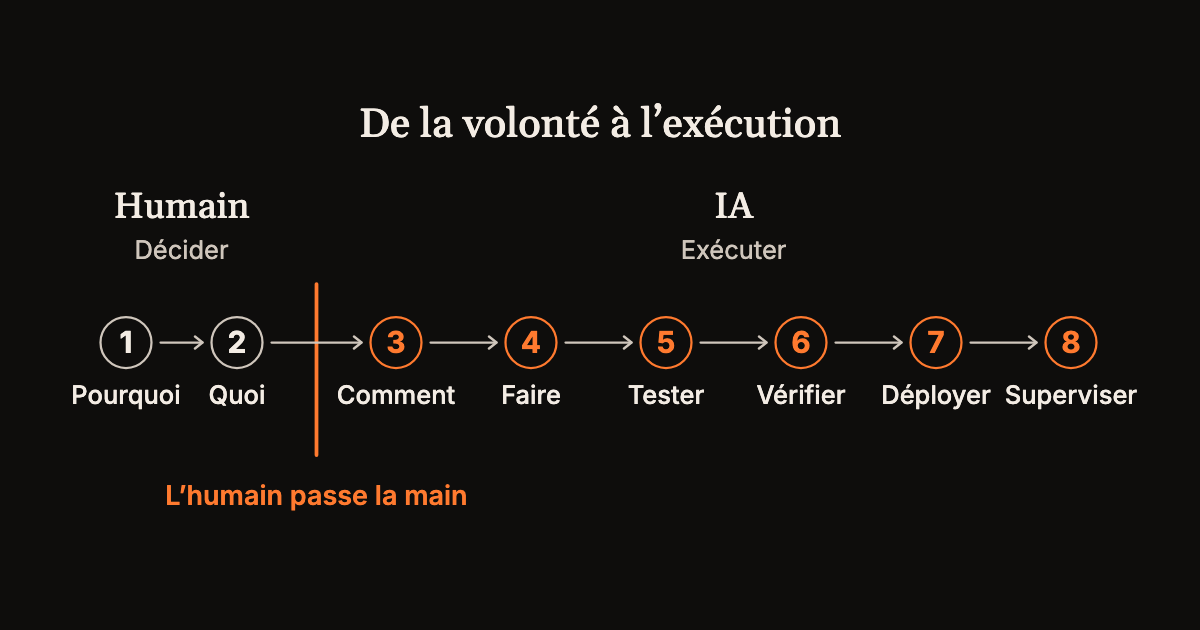 De la volonté à l’exécution
Humain
Décider
IA
Exécuter
1 2 3 4 5 6 7 8
Pourquoi Quoi Comment Faire Tester Vérifier Déployer Superviser
L’humain passe la main